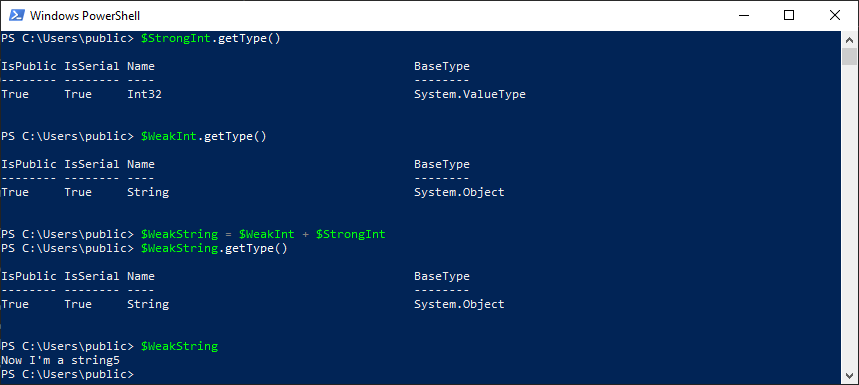 Windows PowerShell
PS C:\Users\public> $StrongInt.getType()
IsPublic IsSerial Name                                     BaseType
-------- -------- ----                                     --------
True     True     Int32                                    System.ValueType
PS C:\Users\public> $WeakInt.getType()
IsPublic IsSerial Name                                     BaseType
-------- -------- ----                                     --------
True     True     String                                   System.Object
PS C:\Users\public> $WeakString = $WeakInt + $StrongInt
PS C:\Users\public> $WeakString.getType()
IsPublic IsSerial Name                                     BaseType
-------- -------- ----                                     --------
True     True     String                                   System.Object
PS C:\Users\public> $WeakString
Now I'm a string5
PS C:\Users\public>